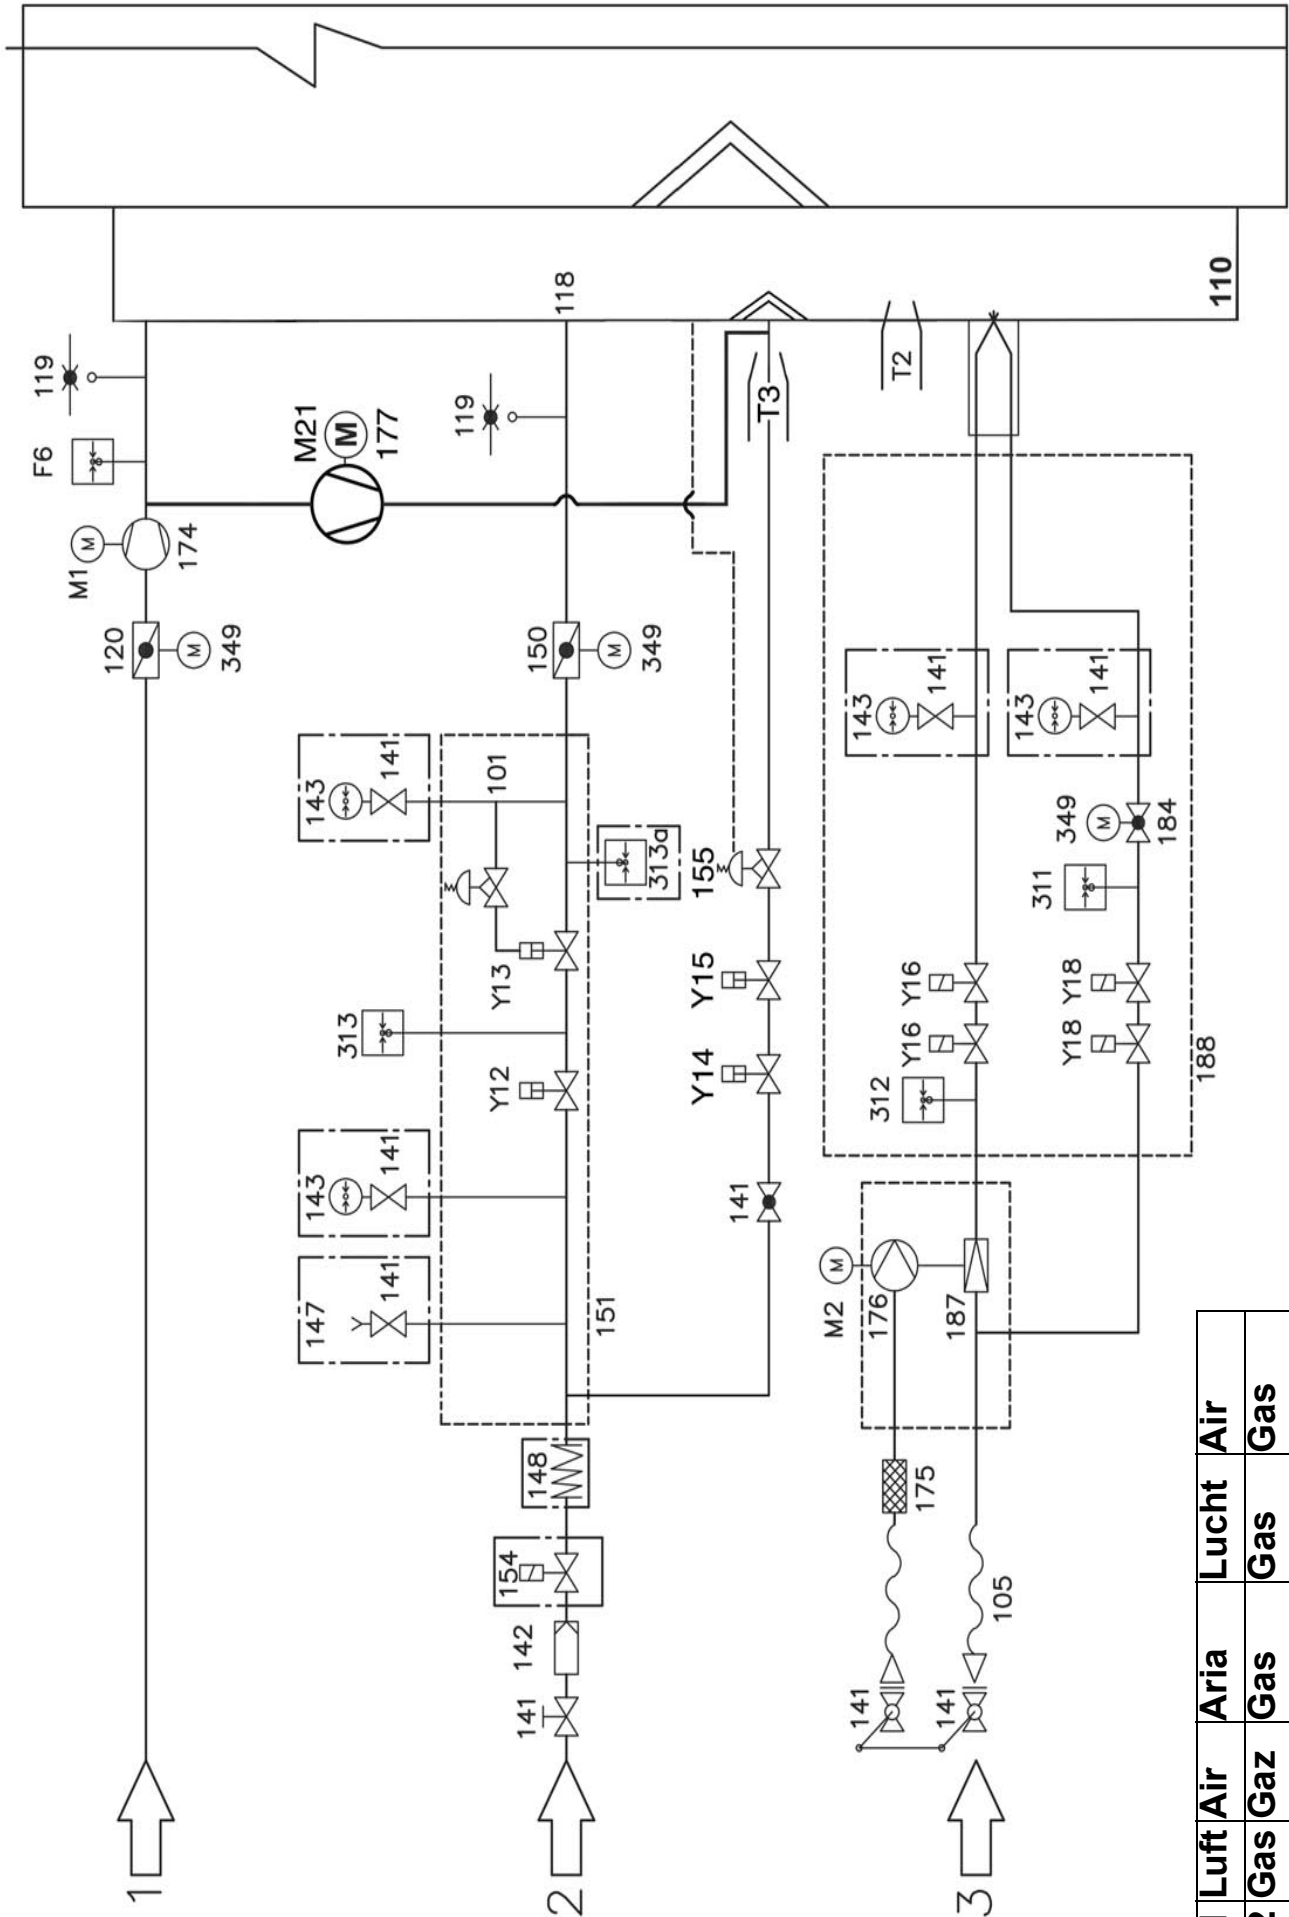 F6 119
M1 M
120
1
174
M
349
147 143 143 M21
313 M
141 141 141 177
119
Y12 Y13 101
141 142 154 148 150
2 118
151 M
349
313a
Y14 Y15 155
141
T3
M2 M
141 143
176 312 T2
Y16 Y16
175 141
141 187
3
105
143
311
349
Y18 Y18
M 141
184
188
110
Luft Air Aria Lucht Air
Gas Gaz Gas Gas Gas